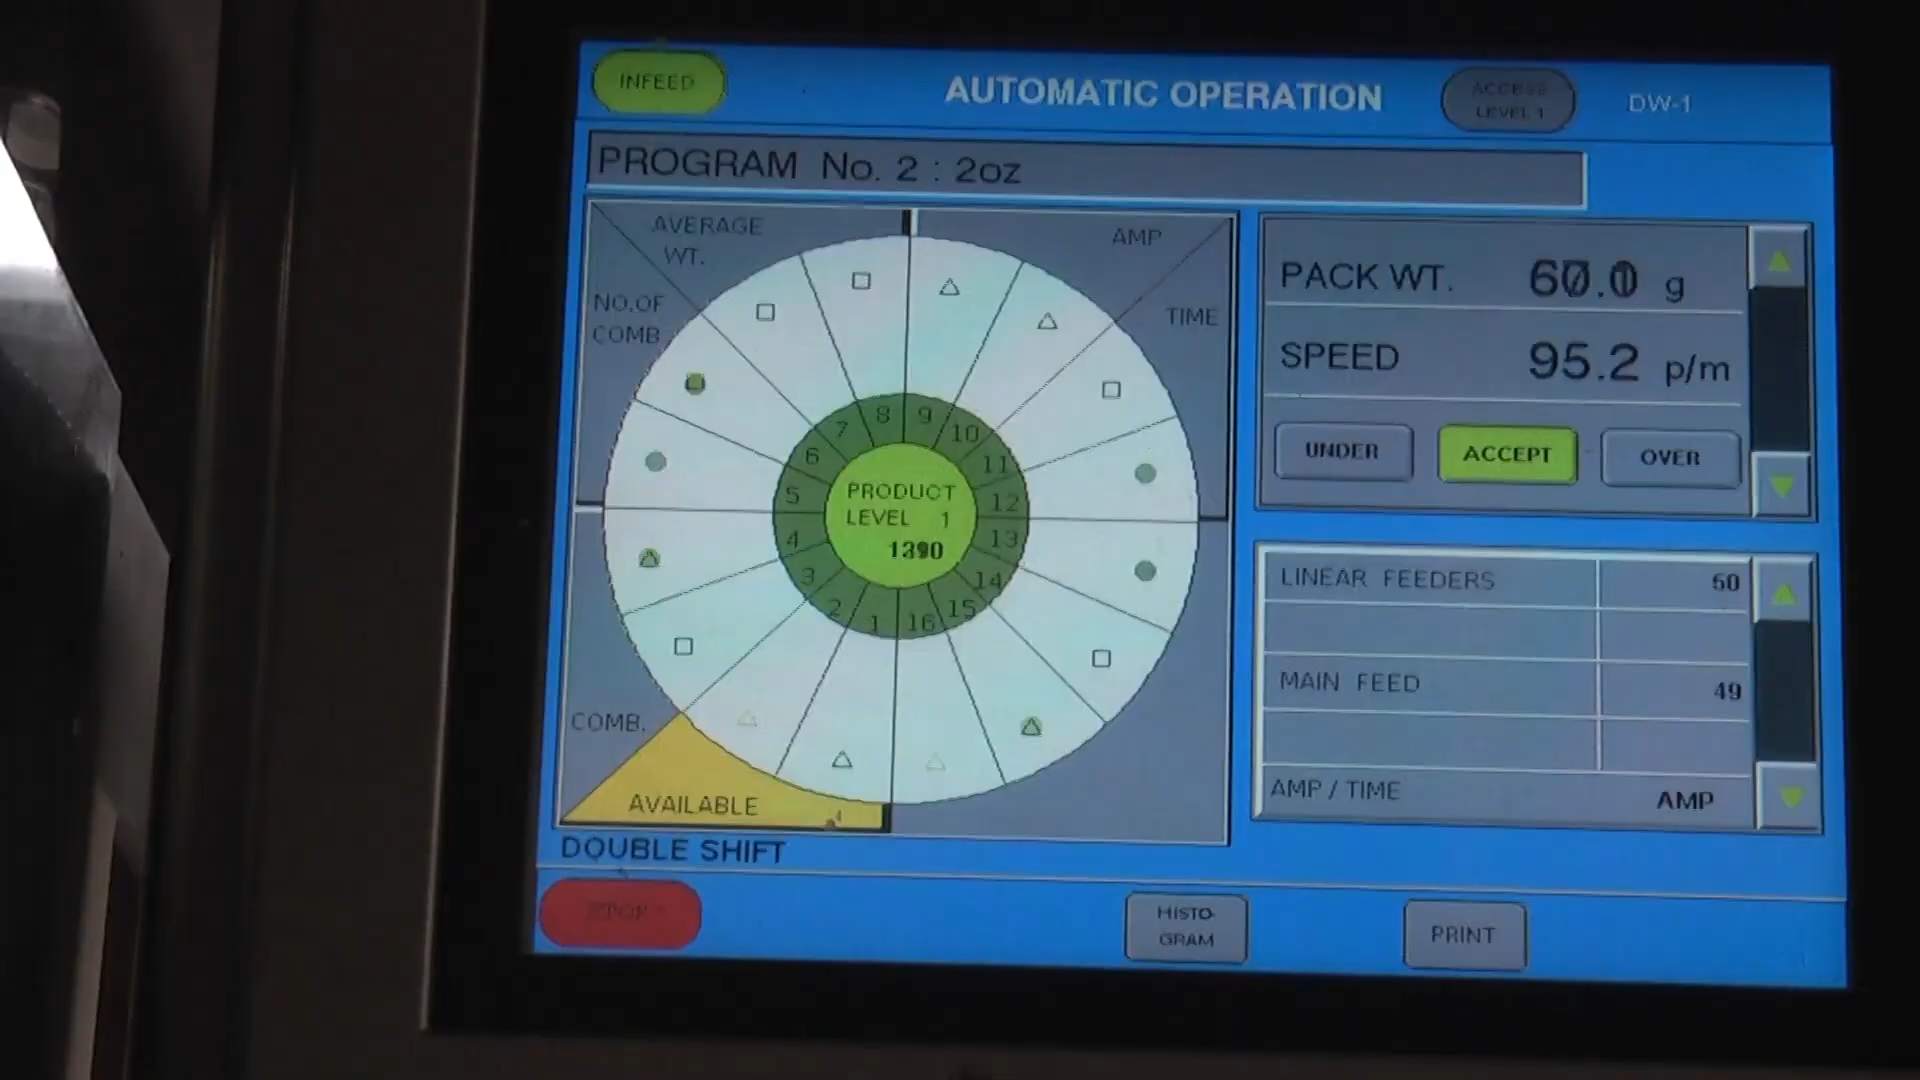 INFEED
AUTOMATIC OPERATION
ACCESS
LEVEL 1
DW-1
PROGRAM No. 2 : 2oz
AVERAGE
WT.
NO.OF
COMB
AMP
TIME
8 9
7 10
6 11
5 12
4 13
3 14
2 15
1 16
PRODUCT
LEVEL 1
COMB.
AVAILABLE
DOUBLE SHIFT
PACK WT. g
SPEED 95.2 p/m
UNDER
ACCEPT
OVER
LINEAR FEEDERS 50
MAIN FEED 49
AMP / TIME AMP
STOP
HISTO-
GRAM
PRINT